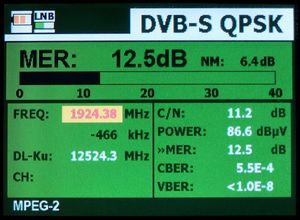 LNB
DVB-S QPSK
MER: 12.5dB NM: 6.4dB
0 10 20 30 40
FREQ: 1924.38 MHz
-466 kHz
DL-Ku: 12524.3 MHz
CH:
C/N: 11.2 dB
POWER: 86.6 dBµV
»MER: 12.5 dB
CBER: 5.5E-4
VBER: <1.0E-8
MPEG-2